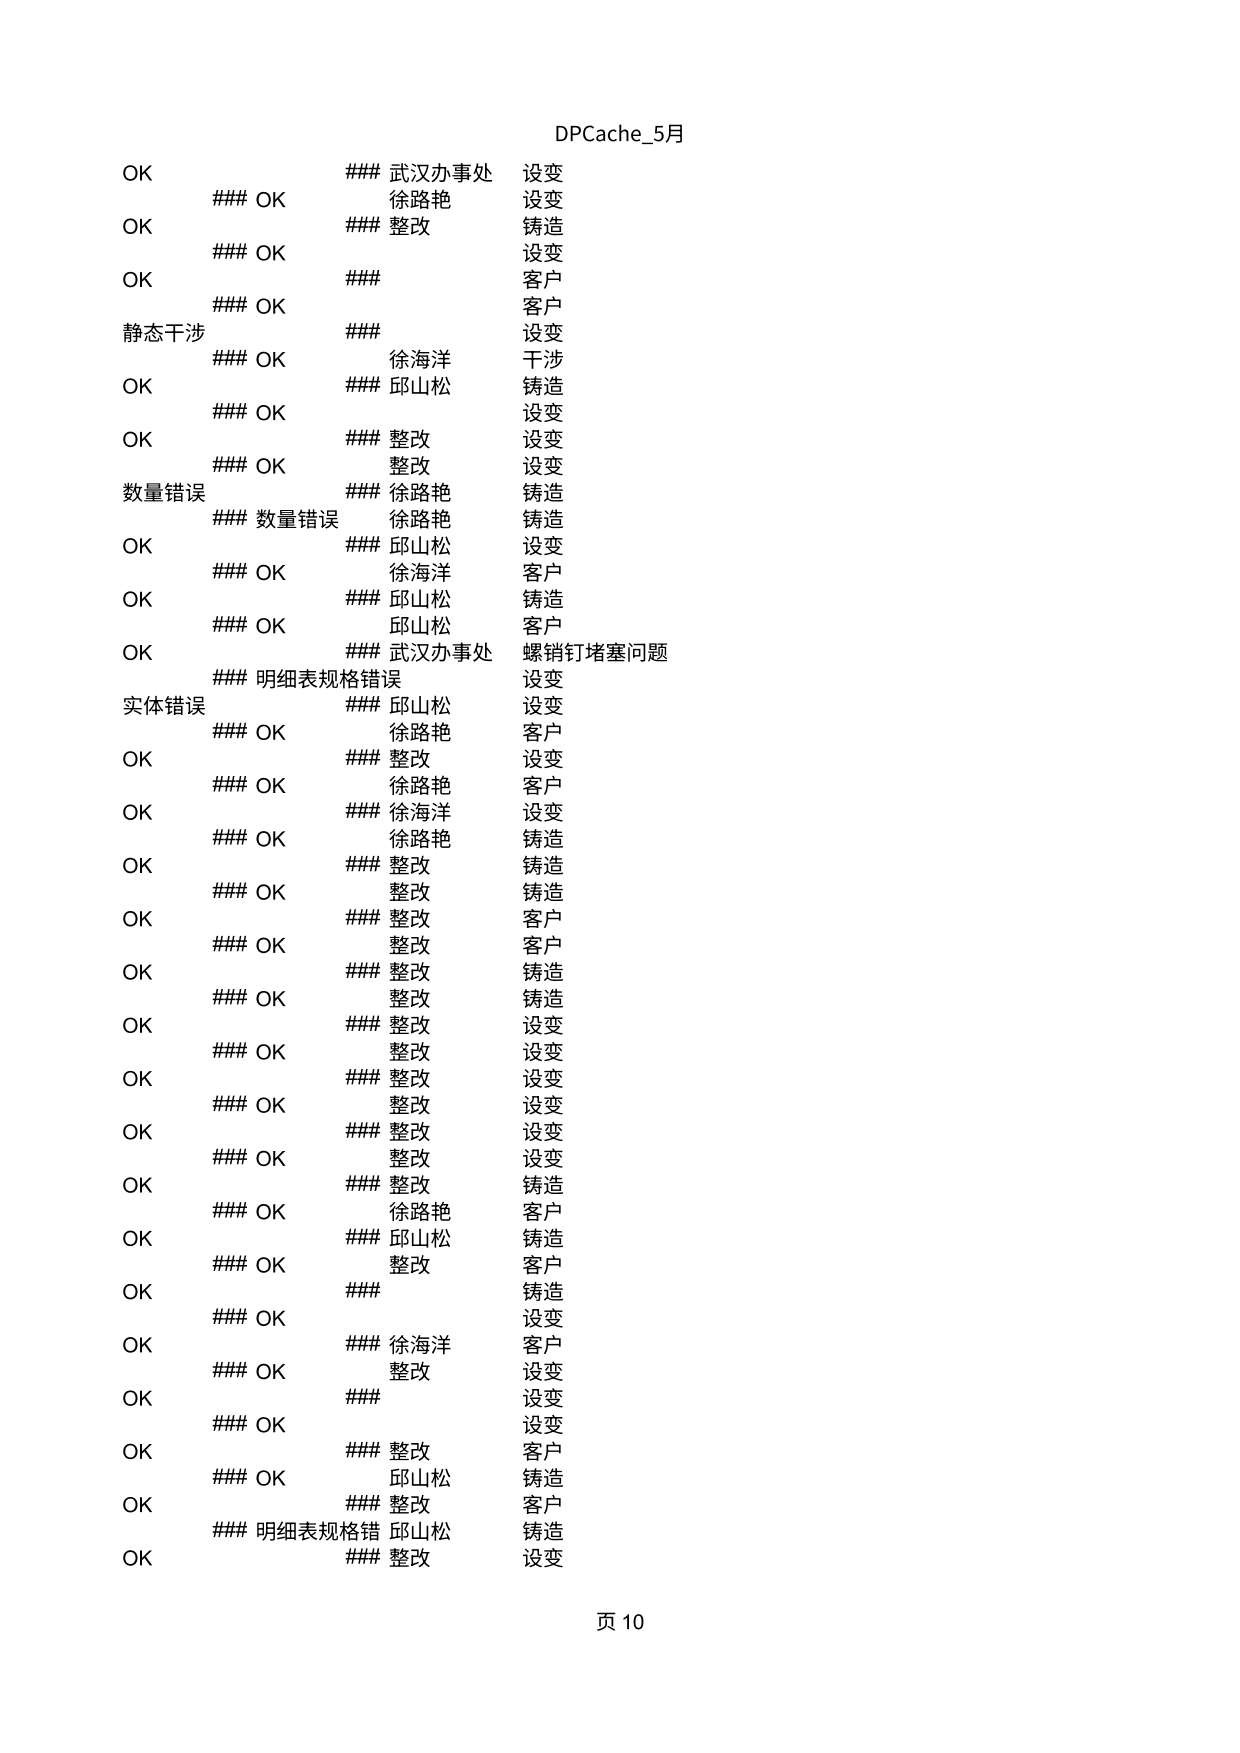 DPCache_5月
OK ### 武汉办事处 设变
### OK 徐路艳 设变
OK ### 整改 铸造
### OK 设变
OK ### 客户
### OK 客户
静态干涉 ### 设变
### OK 徐海洋 干涉
OK ### 邱山松 铸造
### OK 设变
OK ### 整改 设变
### OK 整改 设变
数量错误 ### 徐路艳 铸造
### 数量错误 徐路艳 铸造
OK ### 邱山松 设变
### OK 徐海洋 客户
OK ### 邱山松 铸造
### OK 邱山松 客户
OK ### 武汉办事处 螺销钉堵塞问题
### 明细表规格错误 设变
实体错误 ### 邱山松 设变
### OK 徐路艳 客户
OK ### 整改 设变
### OK 徐路艳 客户
OK ### 徐海洋 设变
### OK 徐路艳 铸造
OK ### 整改 铸造
### OK 整改 铸造
OK ### 整改 客户
### OK 整改 客户
OK ### 整改 铸造
### OK 整改 铸造
OK ### 整改 设变
### OK 整改 设变
OK ### 整改 设变
### OK 整改 设变
OK ### 整改 设变
### OK 整改 设变
OK ### 整改 铸造
### OK 徐路艳 客户
OK ### 邱山松 铸造
### OK 整改 客户
OK ### 铸造
### OK 设变
OK ### 徐海洋 客户
### OK 整改 设变
OK ### 设变
### OK 设变
OK ### 整改 客户
### OK 邱山松 铸造
OK ### 整改 客户
### 明细表规格错 邱山松 铸造
OK ### 整改 设变
页 10